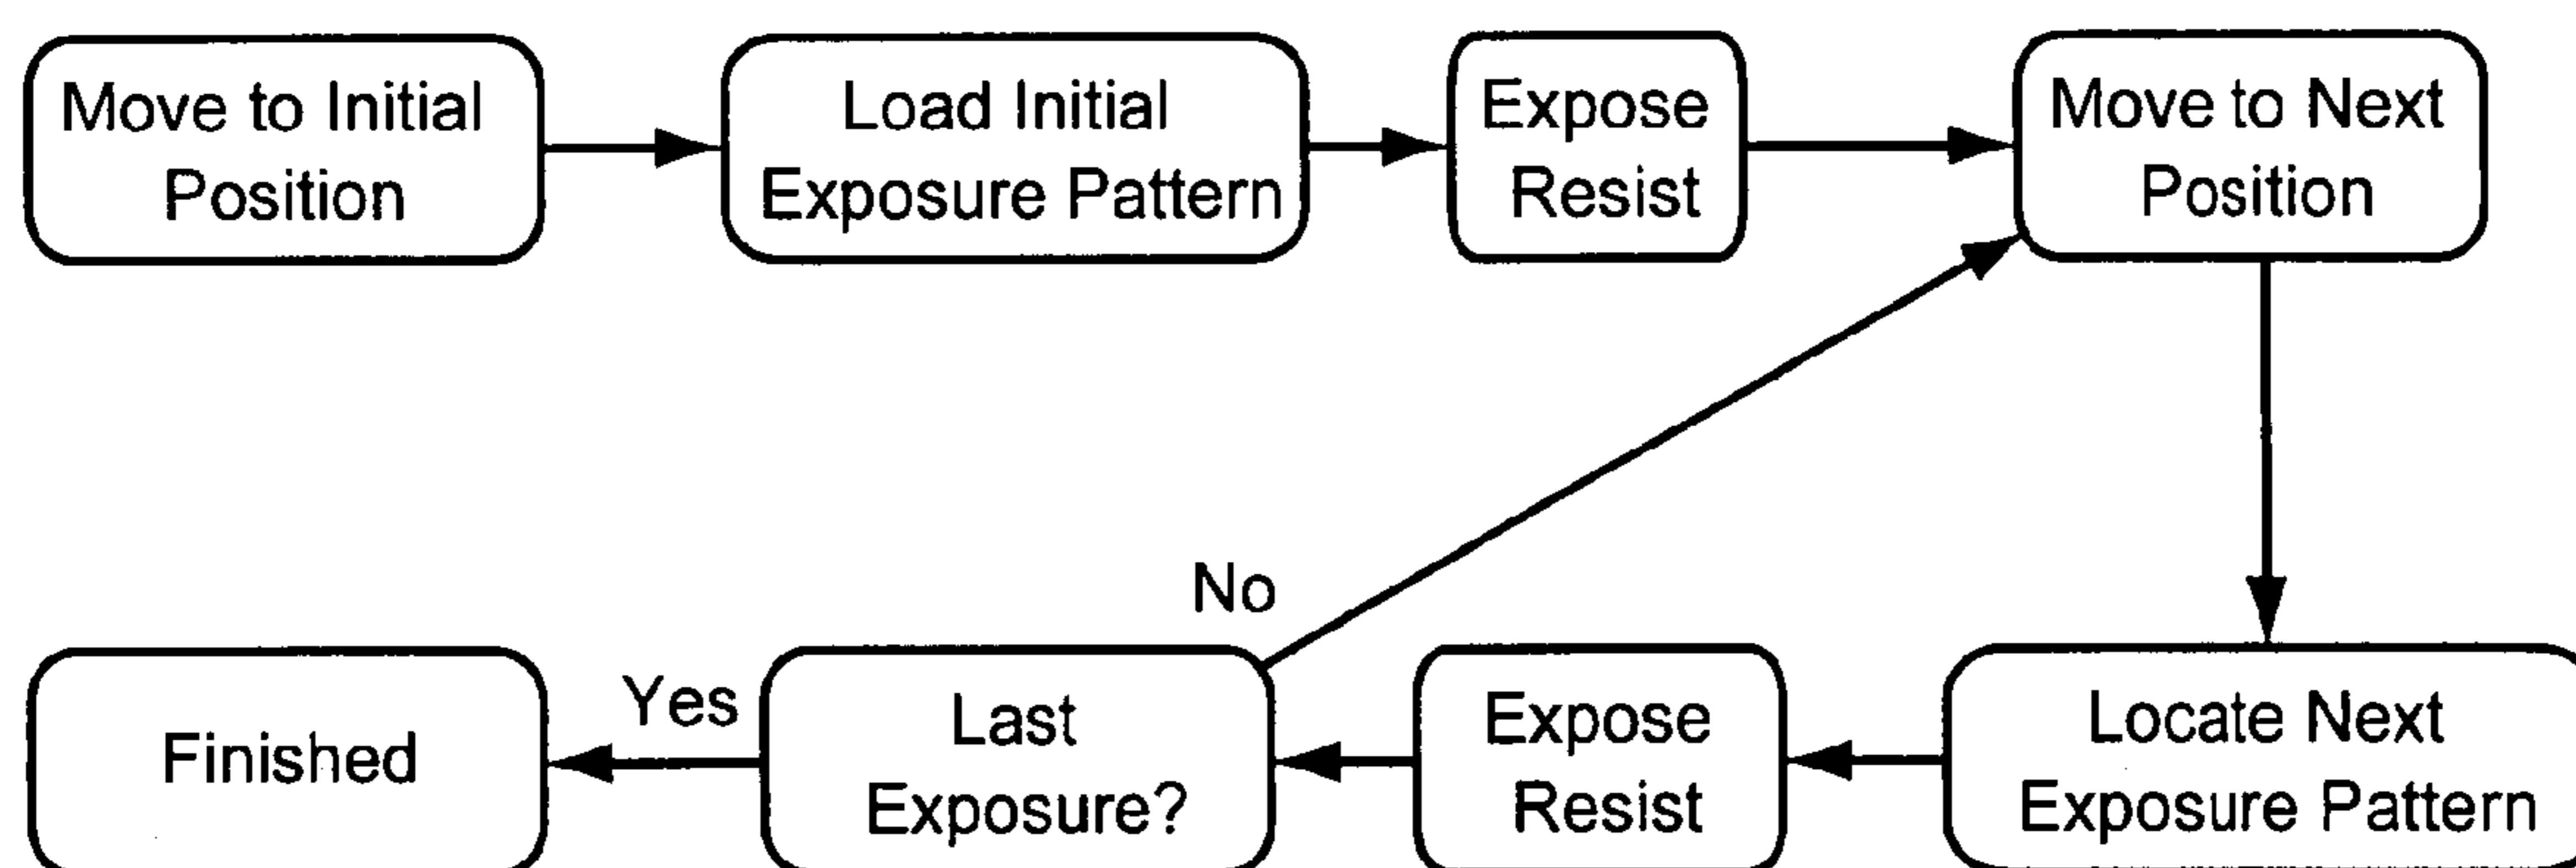 Move to Initial
Position
Load Initial
Exposure Pattern
Expose
Resist
Move to Next
Position
No
Yes
Finished
Last
Exposure?
Expose
Resist
Locate Next
Exposure Pattern